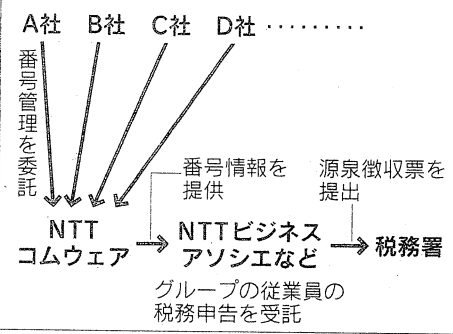 A社 B社 C社 D社 ‥‥‥‥‥
番号管理を委託
番号情報を
提供
源泉徴収票を
提出
NTT
コムウェア
NTTビジネス
アソシエなど
税務署
グループの従業員の
税務申告を受託